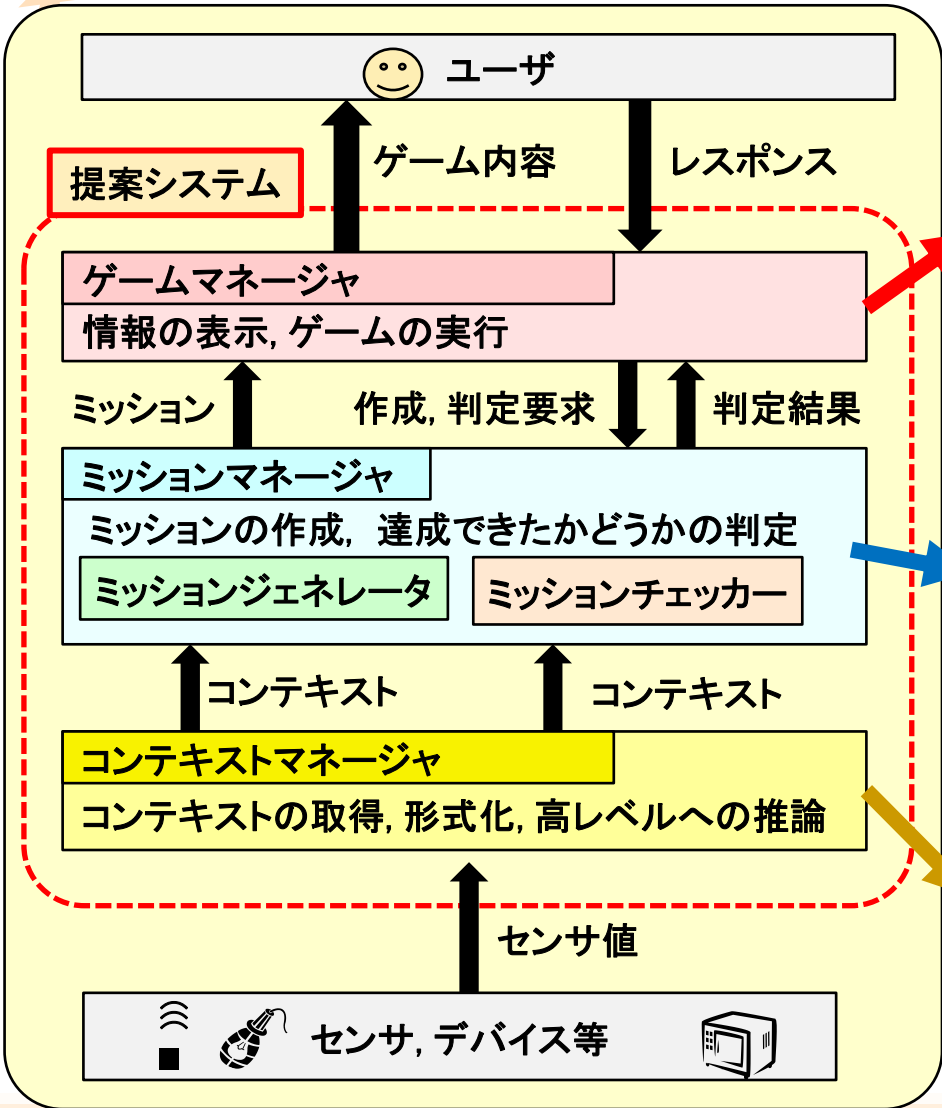 ユーザ
ゲーム内容
レスポンス
提案システム
ゲームマネージャ
情報の表示, ゲームの実行
ミッション
作成, 判定要求
判定結果
ミッションマネージャ
ミッションの作成, 達成できたかどうかの判定
ミッションジェネレータ
ミッションチェッカー
コンテキスト
コンテキスト
コンテキストマネージャ
コンテキストの取得, 形式化, 高レベルへの推論
センサ値
センサ, デバイス等